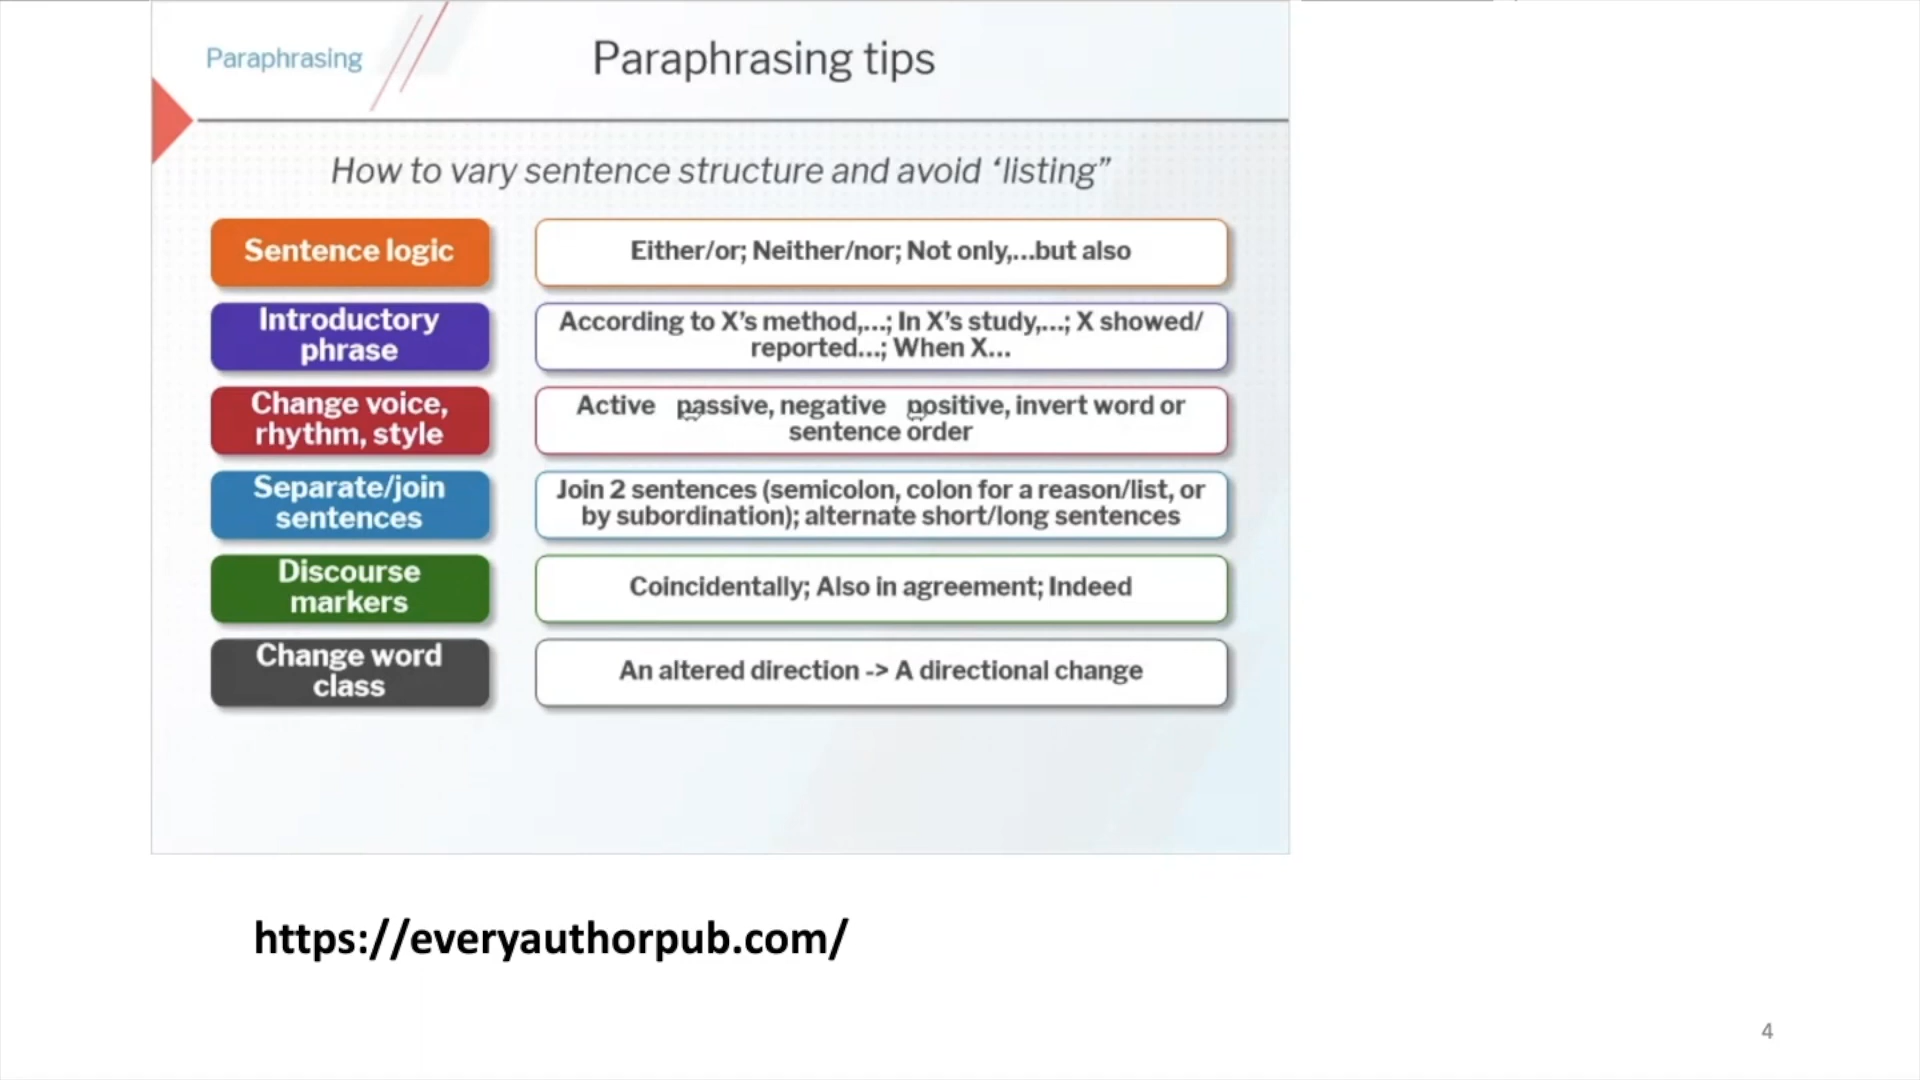 Paraphrasing
Paraphrasing tips
How to vary sentence structure and avoid ‘listing”
Sentence logic
Either/or; Neither/nor; Not only,...but also
Introductory
phrase
According to X’s method,...; In X’s study,...; X showed/
reported...; When X...
Change voice,
rhythm, style
Active passive, negative positive, invert word or
sentence order
Separate/join
sentences
Join 2 sentences (semicolon, colon for a reason/list, or
by subordination); alternate short/long sentences
Discourse
markers
Coincidentally; Also in agreement; Indeed
Change word
class
An altered direction -> A directional change
https://everyauthorpub.com/
4